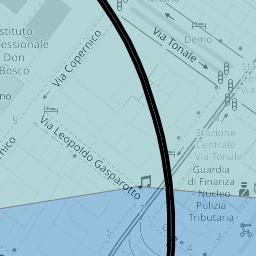 Milano
Demo
Via Tonale
Istituto
Professionale
Don
Bosco
Via Copernico
Via Leopoldo Gasparotto
Stazione
Centrale
Via Tonale
Guardia
di Finanza
Nucleo
Polizia
Tributaria